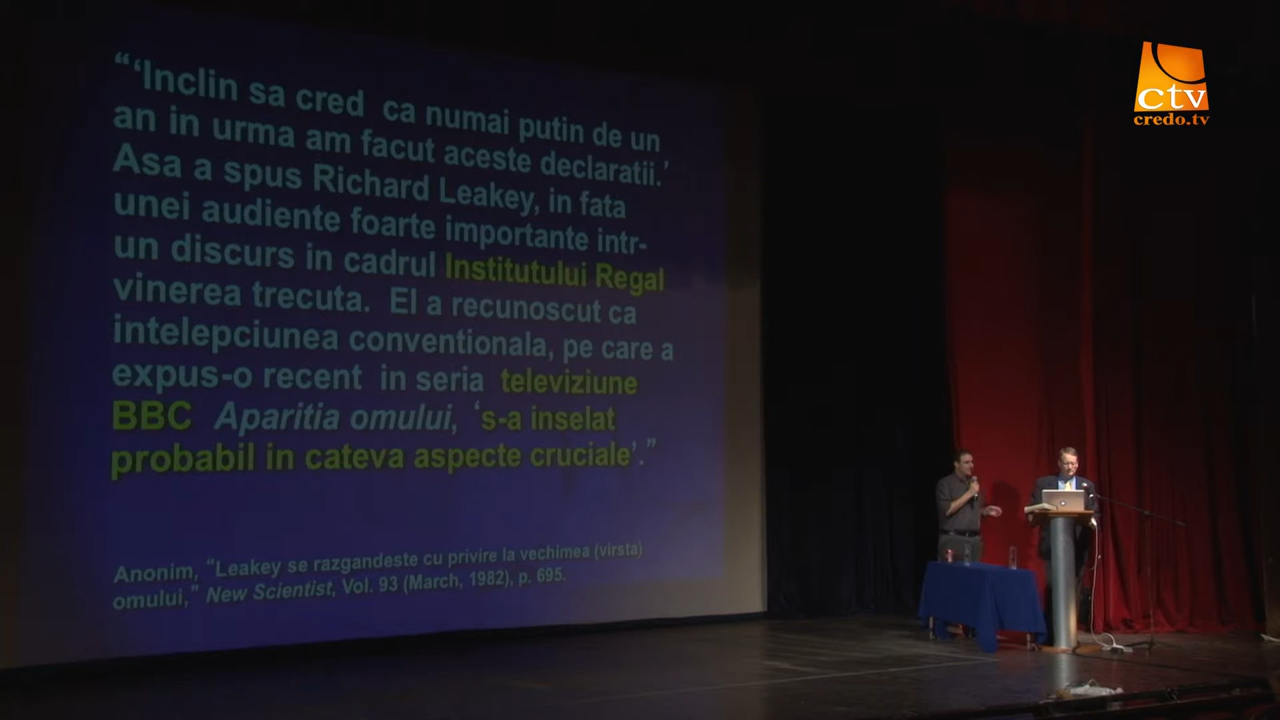 “‘Inclin sa cred ca numai putin de un
an in urma am facut aceste declaratii.’
Asa a spus Richard Leakey, in fata
unei audiente foarte importante intr-
un discurs in cadrul Institutului Regal
vinerea trecuta. El a recunoscut ca
intelepciunea conventionala, pe care a
expus-o recent in seria televiziune
BBC Aparitia omului, ‘s-a inselat
probabil in cateva aspecte cruciale’.”
Anonim, “Leakey se razgandeste cu privire la vechimea (virsta)
omului,” New Scientist, Vol. 93 (March, 1982), p. 695.
ctv
credo.tv